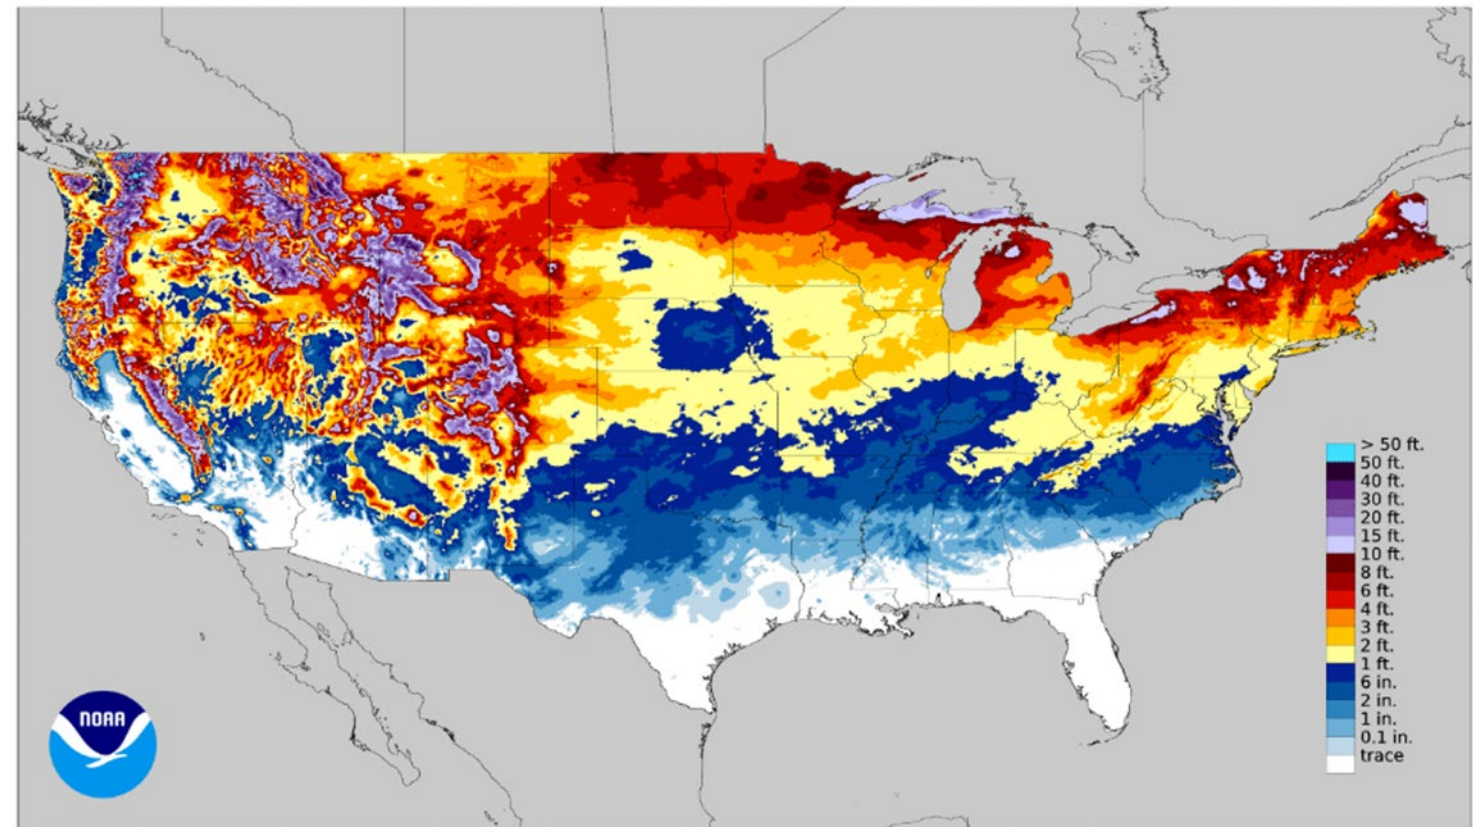 > 50 ft.
50 ft.
40 ft.
30 ft.
20 ft.
15 ft.
10 ft.
8 ft.
6 ft.
4 ft.
3 ft.
2 ft.
1 ft.
6 in.
2 in.
1 in.
0.1 in.
trace
NOAA